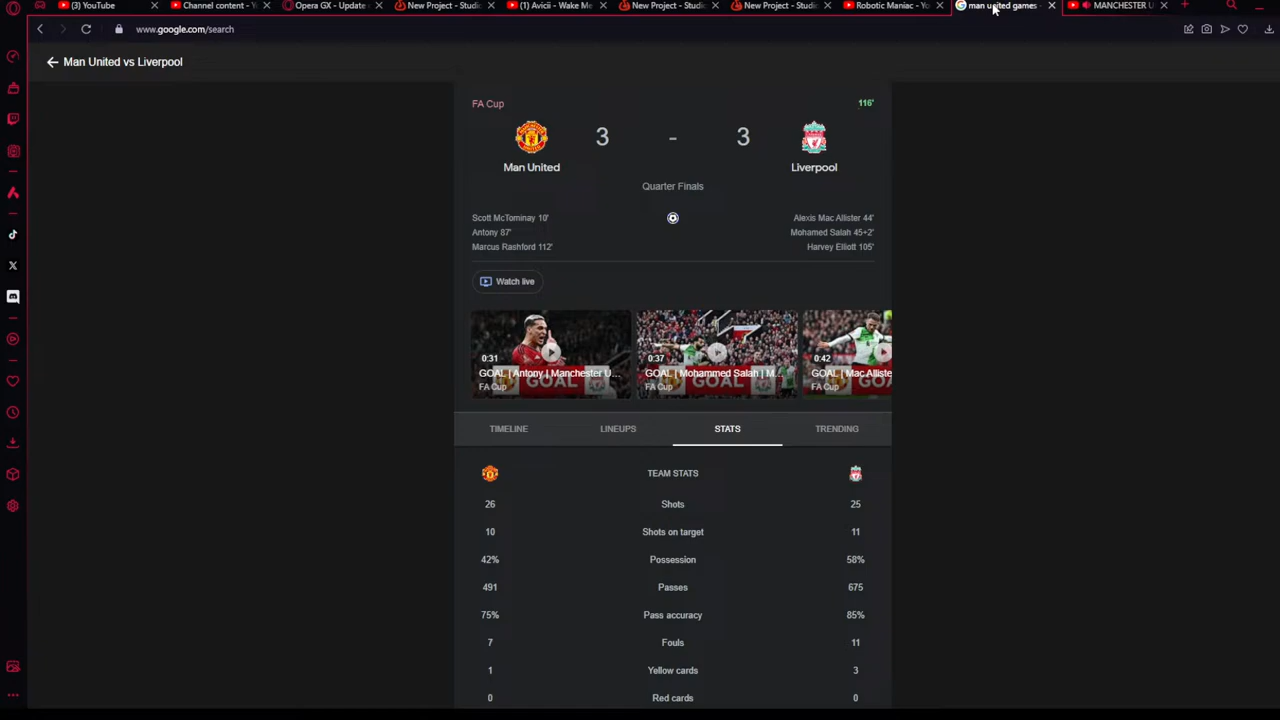 (3) YouTube
Channel content - Y
Opera GX - Update
New Project - Studio
(1) Avicii - Wake Me
New Project - Studi
New Project - Studi
Robotic Maniac - Yo
man united games
MANCHESTER U
www.google.com/search
Man United vs Liverpool
FA Cup 116'
3 - 3
Man United Liverpool
Quarter Finals
Scott McTominay 10' Alexis Mac Allister 44'
Antony 87' Mohamed Salah 45+2'
Marcus Rashford 112' Harvey Elliott 105'
Watch live
0:31
GOAL | Antony | Manchester U...
FA Cup
0:37
GOAL | Mohammed Salah | M...
FA Cup
0:42
GOAL | Mac Alliste
FA Cup
TIMELINE LINEUPS STATS TRENDING
TEAM STATS
26 Shots 25
10 Shots on target 11
42% Possession 58%
491 Passes 675
75% Pass accuracy 85%
7 Fouls 11
1 Yellow cards 3
0 Red cards 0